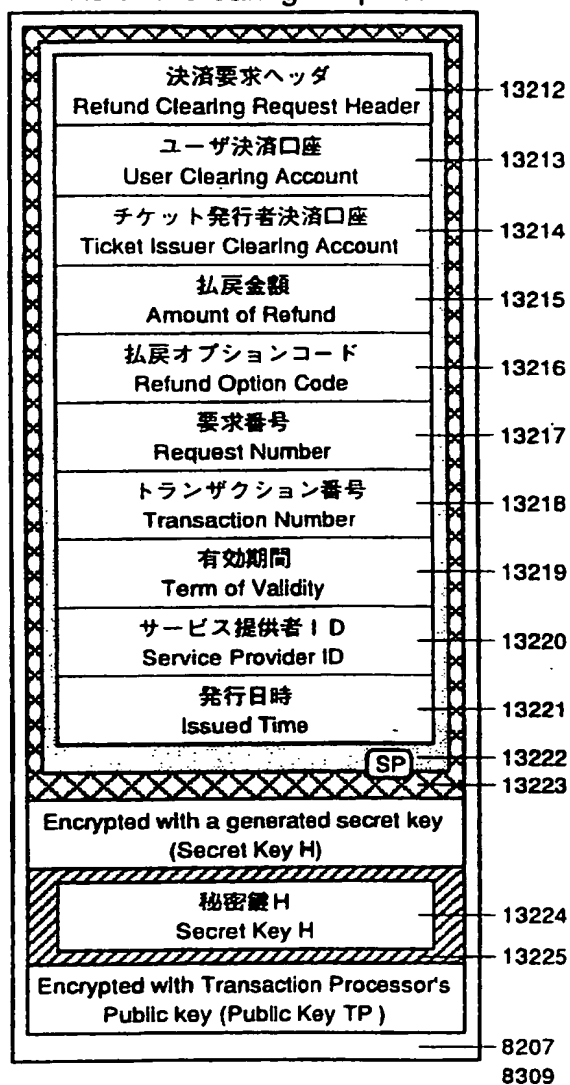 決済要求ヘッダ
Refund Clearing Request Header
13212
ユーザ決済口座
User Clearing Account
13213
チケット発行者決済口座
Ticket Issuer Clearing Account
13214
払戻金額
Amount of Refund
13215
払戻オプションコード
Refund Option Code
13216
要求番号
Request Number
13217
トランザクション番号
Transaction Number
13218
有効期間
Term of Validity
13219
サービス提供者ID
Service Provider ID
13220
発行日時
Issued Time
13221
SP
13222
13223
Encrypted with a generated secret key
(Secret Key H)
秘密鍵H
Secret Key H
13224
13225
Encrypted with Transaction Processor's
Public key (Public Key TP)
8207
8309